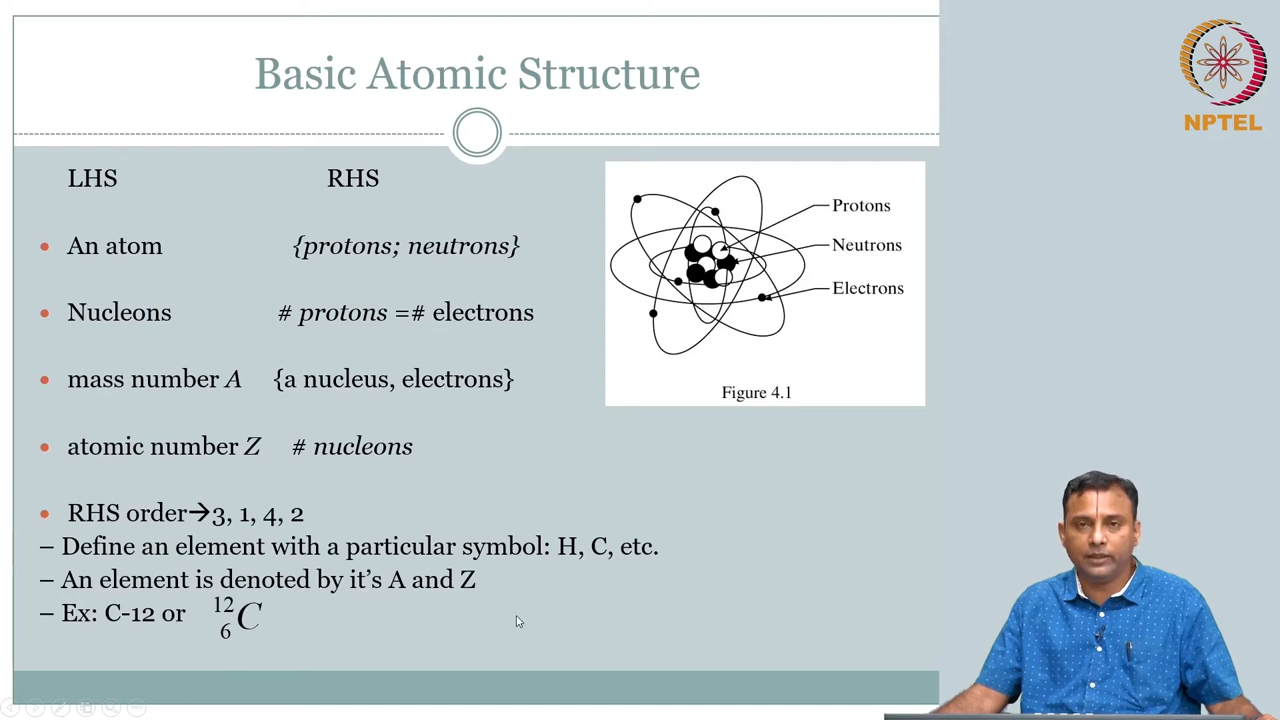 Basic Atomic Structure
NPTEL
LHS RHS
• An atom {protons; neutrons}
• Nucleons # protons =# electrons
• mass number A {a nucleus, electrons}
• atomic number Z # nucleons
• RHS order→3, 1, 4, 2
– Define an element with a particular symbol: H, C, etc.
– An element is denoted by it's A and Z
– Ex: C-12 or ¹²₆C
Protons
Neutrons
Electrons
Figure 4.1